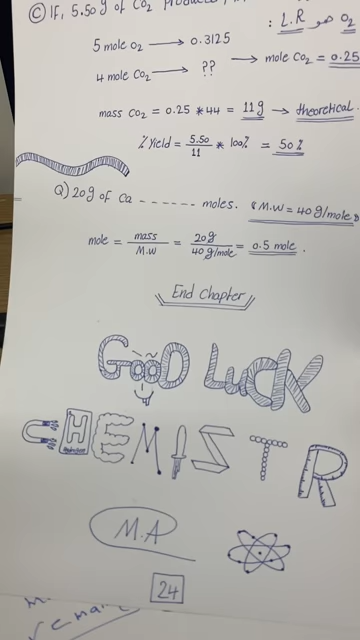 Ⓒ If, 5.50 g of CO₂
: L.R هو O₂
5 mole O₂ → 0.3125
4 mole CO₂ → ?? → mole CO₂ = 0.25
mass CO₂ = 0.25 * 44 = 11g → theoretical.
% Yield = 5.50/11 * 100% = 50%
Q) 20g of Ca ------ moles. « M.W = 40 g/mole »
mole = mass/M.W = 20g/40 g/mole = 0.5 mole.
End chapter
GOOD LUCK
CHEMISTR
M.A
24